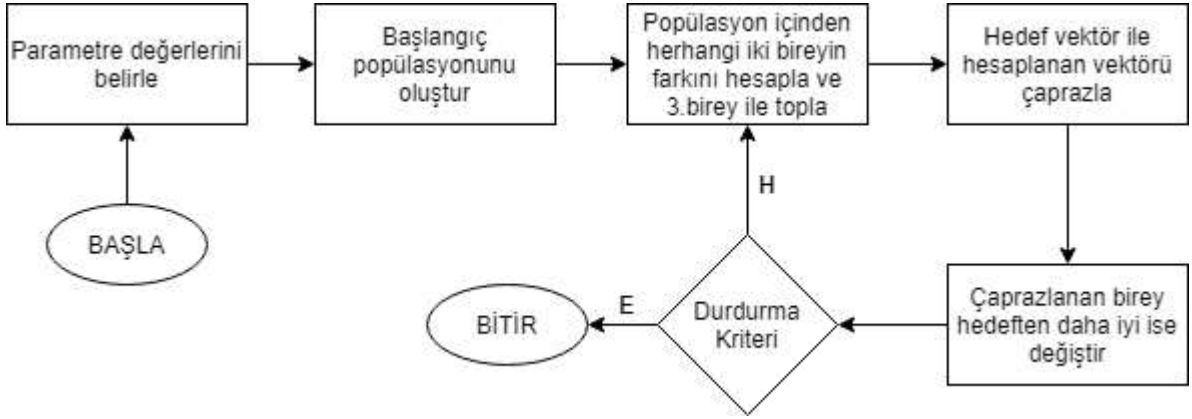 Parametre değerlerini
belirle
Başlangıç
popülasyonunu
oluştur
Popülasyon içinden
herhangi iki bireyin
farkını hesapla ve
3.birey ile topla
Hedef vektör ile
hesaplanan vektörü
çaprazla
H
BAŞLA
BİTİR
E
Durdurma
Kriteri
Çaprazlanan birey
hedeften daha iyi ise
değiştir